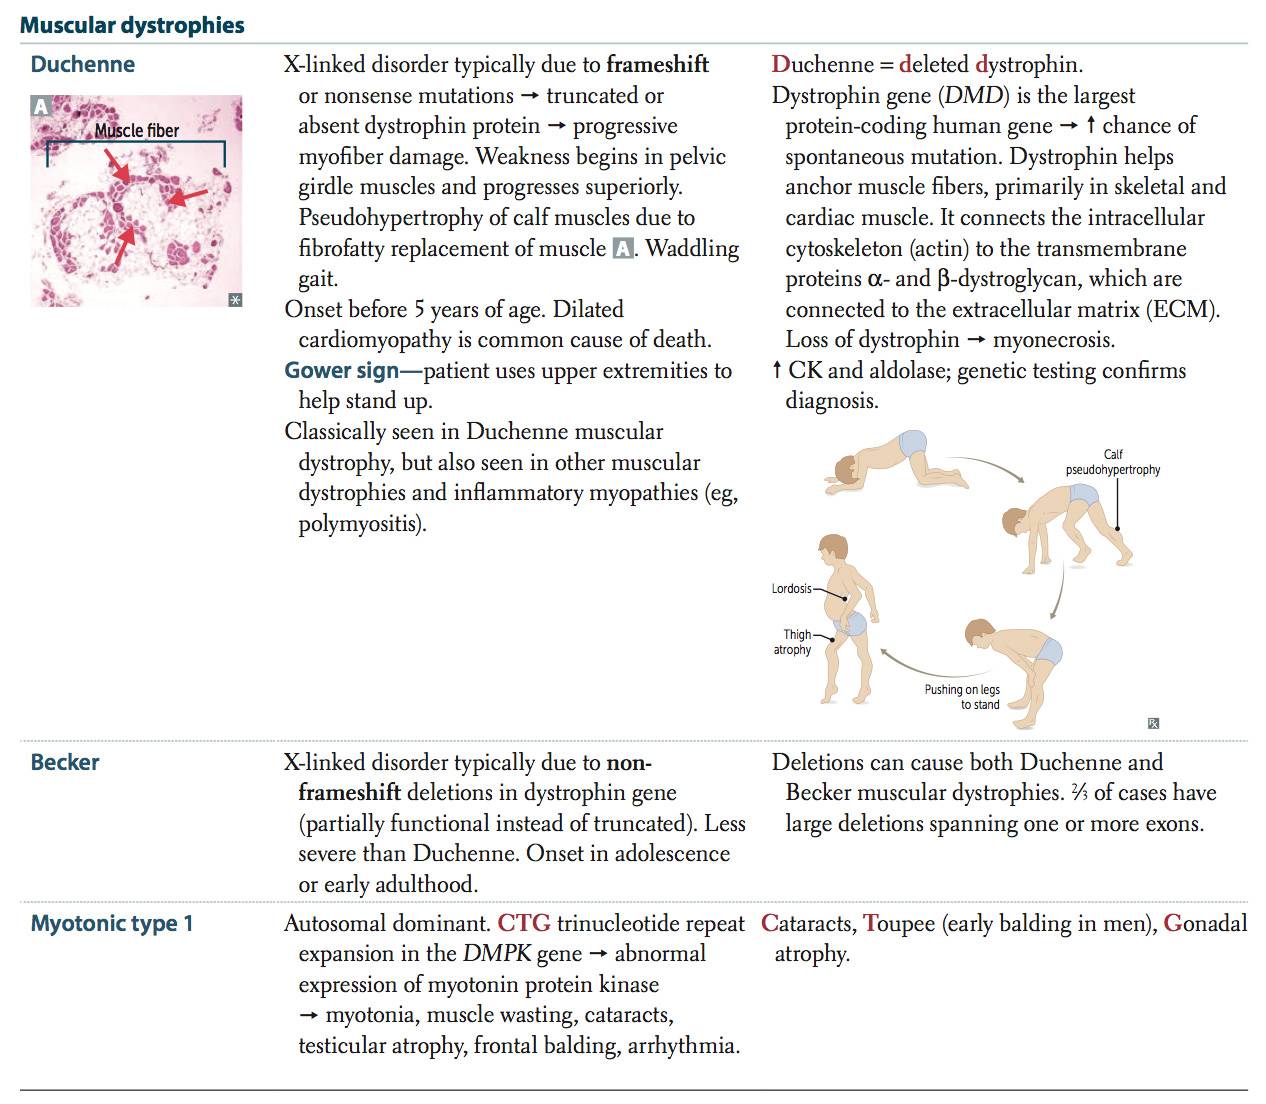 Muscular dystrophies
Duchenne
A
Muscle fiber
X-linked disorder typically due to frameshift
or nonsense mutations → truncated or
absent dystrophin protein → progressive
myofiber damage. Weakness begins in pelvic
girdle muscles and progresses superiorly.
Pseudohypertrophy of calf muscles due to
fibrofatty replacement of muscle A. Waddling
gait.
Onset before 5 years of age. Dilated
cardiomyopathy is common cause of death.
Gower sign—patient uses upper extremities to
help stand up.
Classically seen in Duchenne muscular
dystrophy, but also seen in other muscular
dystrophies and inflammatory myopathies (eg,
polymyositis).
Duchenne = deleted dystrophin.
Dystrophin gene (DMD) is the largest
protein-coding human gene → ↑ chance of
spontaneous mutation. Dystrophin helps
anchor muscle fibers, primarily in skeletal and
cardiac muscle. It connects the intracellular
cytoskeleton (actin) to the transmembrane
proteins α- and β-dystroglycan, which are
connected to the extracellular matrix (ECM).
Loss of dystrophin → myonecrosis.
↑ CK and aldolase; genetic testing confirms
diagnosis.
Calf
pseudohypertrophy
Lordosis
Thigh
atrophy
Pushing on legs
to stand
Rx
Becker
X-linked disorder typically due to non-
frameshift deletions in dystrophin gene
(partially functional instead of truncated). Less
severe than Duchenne. Onset in adolescence
or early adulthood.
Deletions can cause both Duchenne and
Becker muscular dystrophies. ⅔ of cases have
large deletions spanning one or more exons.
Myotonic type 1
Autosomal dominant. CTG trinucleotide repeat
expansion in the DMPK gene → abnormal
expression of myotonin protein kinase
→ myotonia, muscle wasting, cataracts,
testicular atrophy, frontal balding, arrhythmia.
Cataracts, Toupee (early balding in men), Gonadal
atrophy.